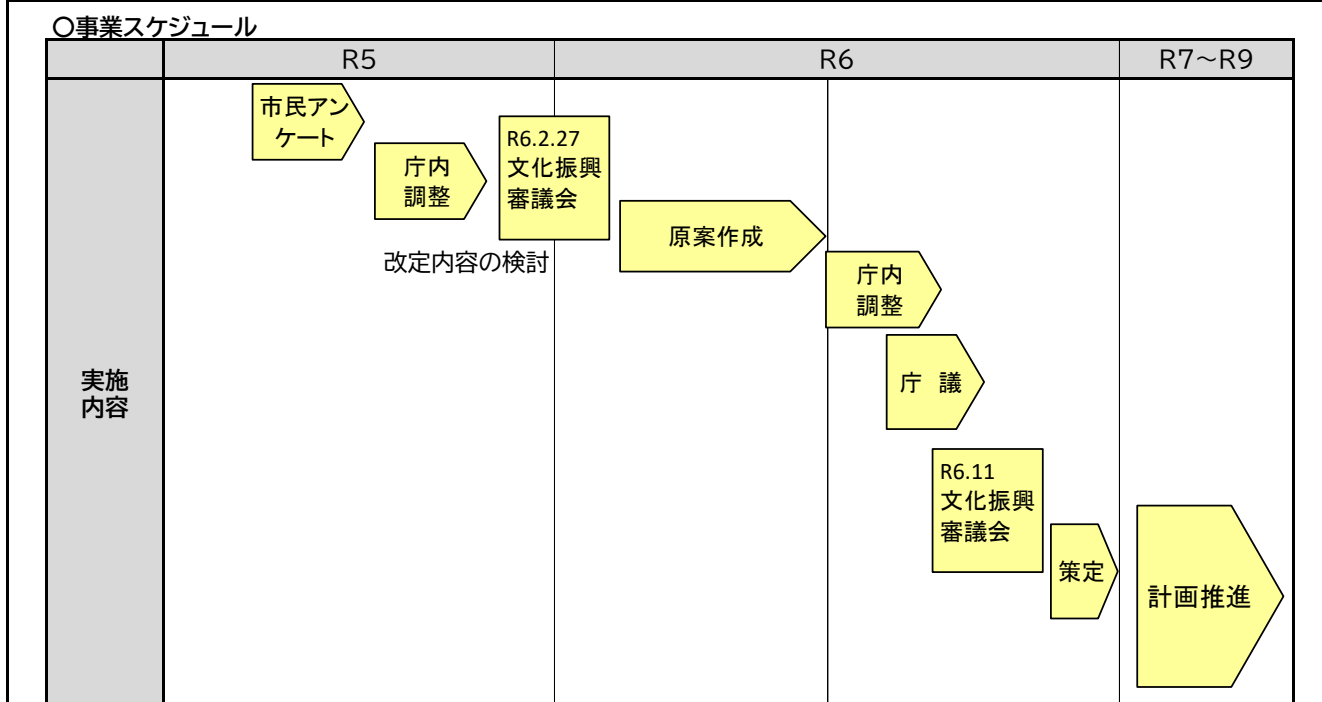 〇事業スケジュール
R5
R6
R7～R9
実施
内容
市民アン
ケート
庁内
調整
R6.2.27
文化振興
審議会
改定内容の検討
原案作成
庁内
調整
庁　議
R6.11
文化振興
審議会
策定
計画推進